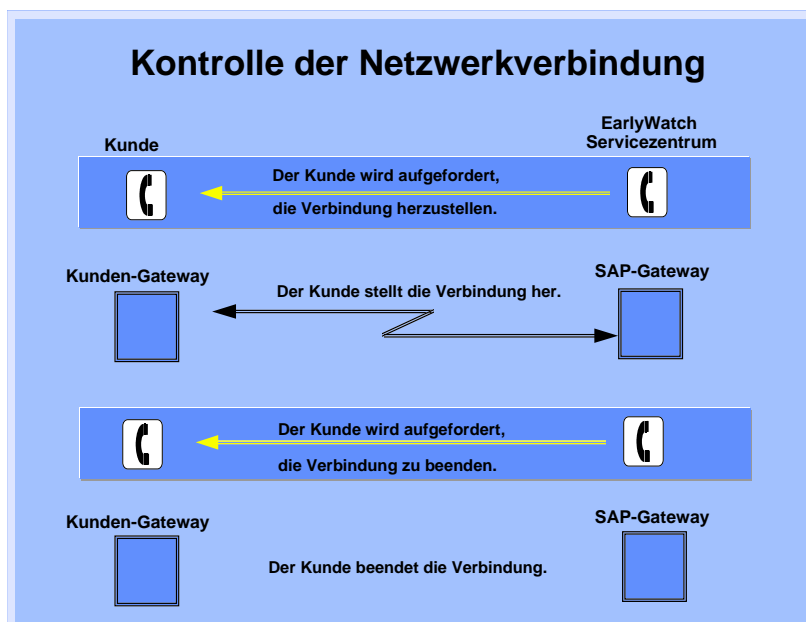 Kontrolle der Netzwerkverbindung
EarlyWatch
Kunde
Servicezentrum
Der Kunde wird aufgefordert,
die Verbindung herzustellen.
Kunden-Gateway
SAP-Gateway
Der Kunde stellt die Verbindung her.
Der Kunde wird aufgefordert,
die Verbindung zu beenden.
Kunden-Gateway
SAP-Gateway
Der Kunde beendet die Verbindung.